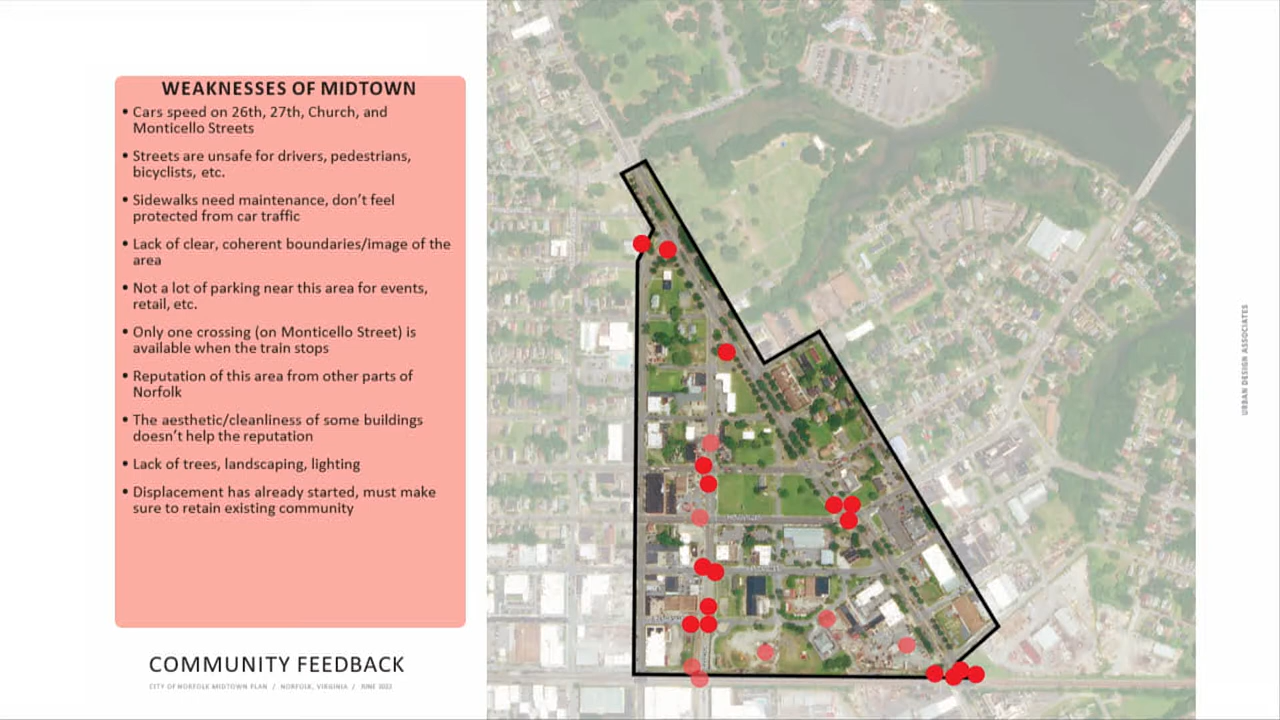 WEAKNESSES OF MIDTOWN
• Cars speed on 26th, 27th, Church, and
Monticello Streets
• Streets are unsafe for drivers, pedestrians,
bicyclists, etc.
• Sidewalks need maintenance, don't feel
protected from car traffic
• Lack of clear, coherent boundaries/image of the
area
• Not a lot of parking near this area for events,
retail, etc.
• Only one crossing (on Monticello Street) is
available when the train stops
• Reputation of this area from other parts of
Norfolk
• The aesthetic/cleanliness of some buildings
doesn't help the reputation
• Lack of trees, landscaping, lighting
• Displacement has already started, must make
sure to retain existing community
COMMUNITY FEEDBACK
CITY OF NORFOLK MIDTOWN PLAN / NORFOLK, VIRGINIA / JUNE 2022
URBAN DESIGN ASSOCIATES